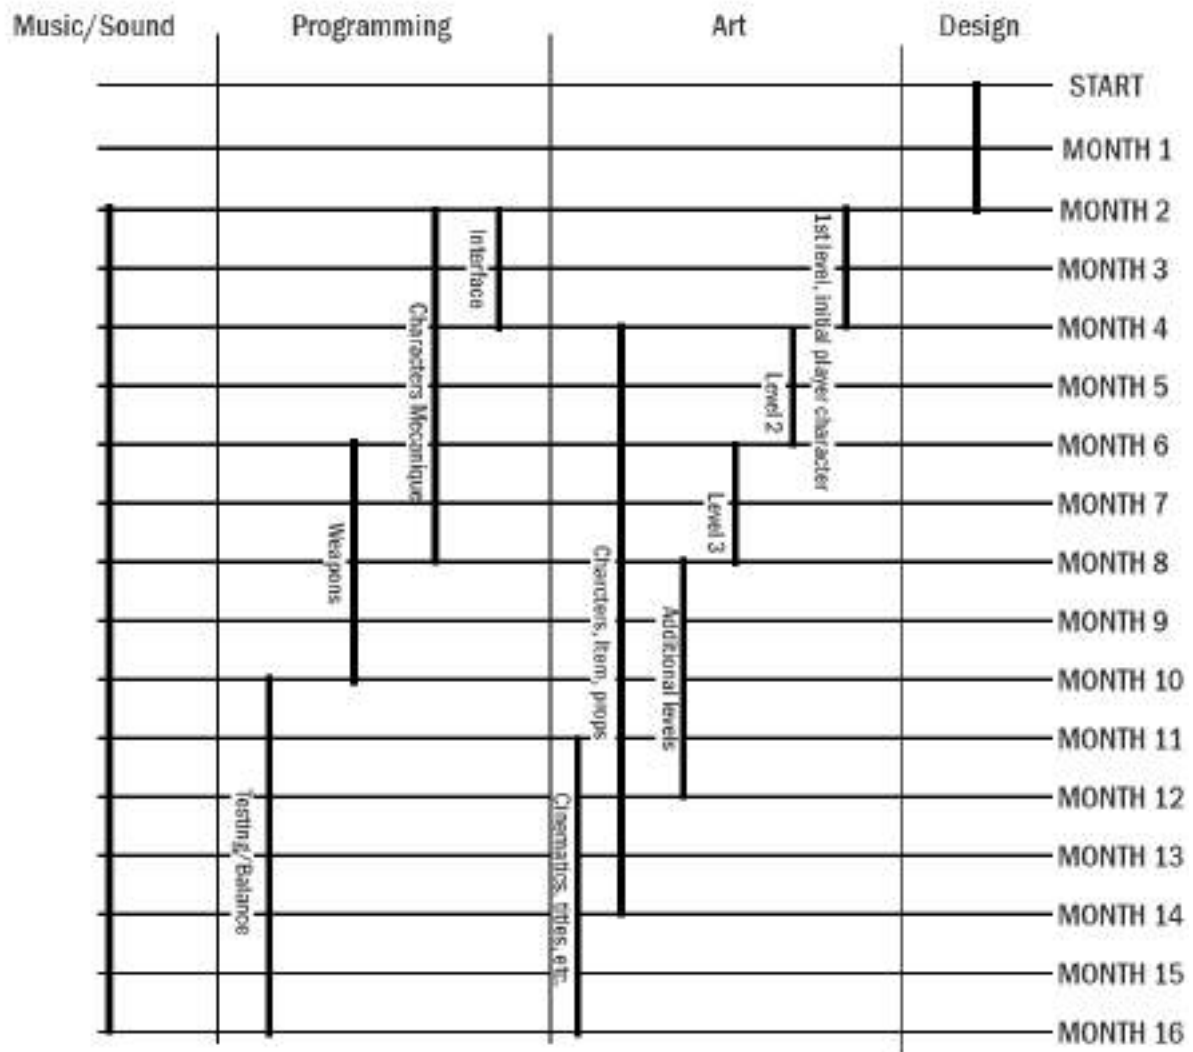 Music/Sound
Programming
Art
Design
START
MONTH 1
MONTH 2
MONTH 3
MONTH 4
MONTH 5
MONTH 6
MONTH 7
MONTH 8
MONTH 9
MONTH 10
MONTH 11
MONTH 12
MONTH 13
MONTH 14
MONTH 15
MONTH 16
Testing/Balance
Weapons
Characters Mecanique
Interface
Cinematics, titles, etc.
Charcters, Item, props
Additional levels
Level 3
Level 2
1st level, initial player character